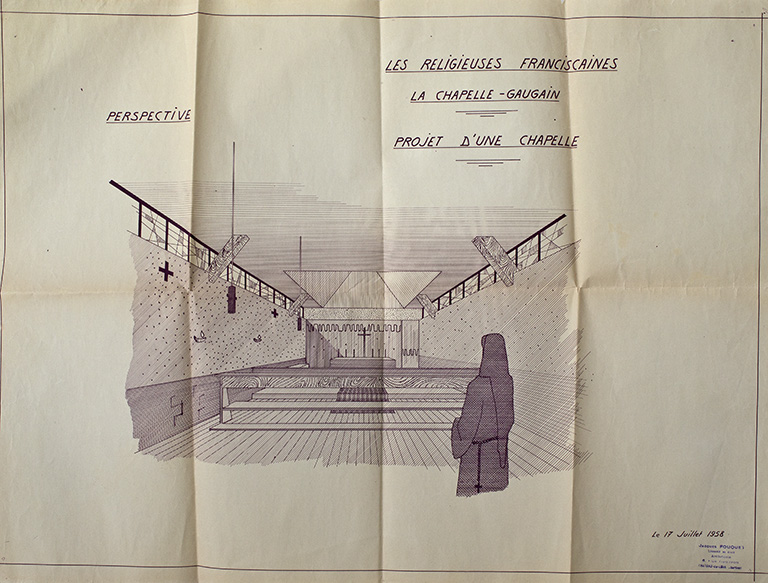 LES RELIGIEUSES FRANCISCAINES
LA CHAPELLE-GAUGAIN
PERSPECTIVE
PROJET D'UNE CHAPELLE
Le 17 Juillet 1958